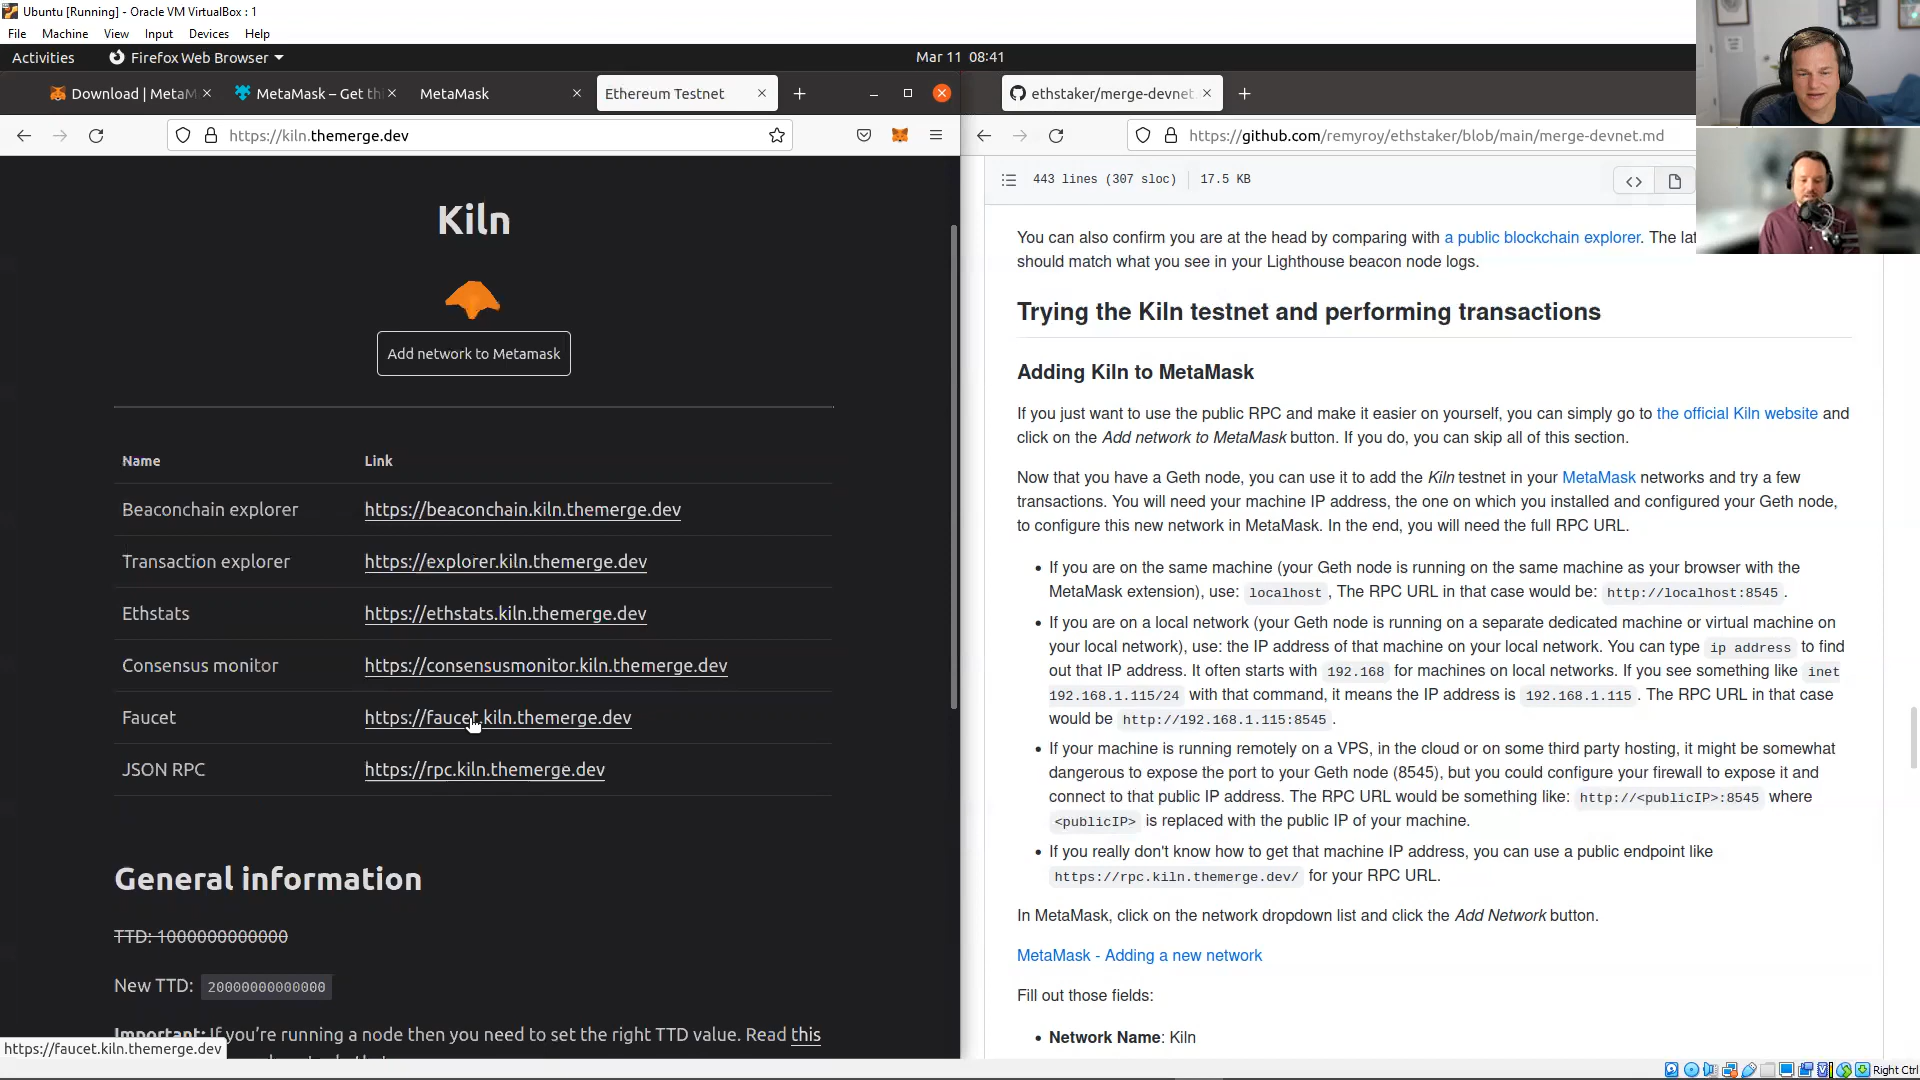 Ubuntu [Running] - Oracle VM VirtualBox : 1
File Machine View Input Devices Help
Activities Firefox Web Browser Mar 11 08:41
Download | MetaM MetaMask – Get th MetaMask Ethereum Testnet
https://kiln.themerge.dev
Kiln
Add network to Metamask
Name Link
Beaconchain explorer https://beaconchain.kiln.themerge.dev
Transaction explorer https://explorer.kiln.themerge.dev
Ethstats https://ethstats.kiln.themerge.dev
Consensus monitor https://consensusmonitor.kiln.themerge.dev
Faucet https://faucet.kiln.themerge.dev
JSON RPC https://rpc.kiln.themerge.dev
General information
TTD: 1000000000000
New TTD: 20000000000000
Important: If you're running a node then you need to set the right TTD value. Read this
https://faucet.kiln.themerge.dev
ethstaker/merge-devnet.
https://github.com/remyroy/ethstaker/blob/main/merge-devnet.md
443 lines (307 sloc) 17.5 KB
You can also confirm you are at the head by comparing with a public blockchain explorer. The lat
should match what you see in your Lighthouse beacon node logs.
Trying the Kiln testnet and performing transactions
Adding Kiln to MetaMask
If you just want to use the public RPC and make it easier on yourself, you can simply go to the official Kiln website and
click on the Add network to MetaMask button. If you do, you can skip all of this section.
Now that you have a Geth node, you can use it to add the Kiln testnet in your MetaMask networks and try a few
transactions. You will need your machine IP address, the one on which you installed and configured your Geth node,
to configure this new network in MetaMask. In the end, you will need the full RPC URL.
• If you are on the same machine (your Geth node is running on the same machine as your browser with the
MetaMask extension), use: localhost , The RPC URL in that case would be: http://localhost:8545 .
• If you are on a local network (your Geth node is running on a separate dedicated machine or virtual machine on
your local network), use: the IP address of that machine on your local network. You can type ip address to find
out that IP address. It often starts with 192.168 for machines on local networks. If you see something like inet
192.168.1.115/24 with that command, it means the IP address is 192.168.1.115 . The RPC URL in that case
would be http://192.168.1.115:8545 .
• If your machine is running remotely on a VPS, in the cloud or on some third party hosting, it might be somewhat
dangerous to expose the port to your Geth node (8545), but you could configure your firewall to expose it and
connect to that public IP address. The RPC URL would be something like: http://<publicIP>:8545 where
<publicIP> is replaced with the public IP of your machine.
• If you really don't know how to get that machine IP address, you can use a public endpoint like
https://rpc.kiln.themerge.dev/ for your RPC URL.
In MetaMask, click on the network dropdown list and click the Add Network button.
MetaMask - Adding a new network
Fill out those fields:
• Network Name: Kiln
Right Ctrl